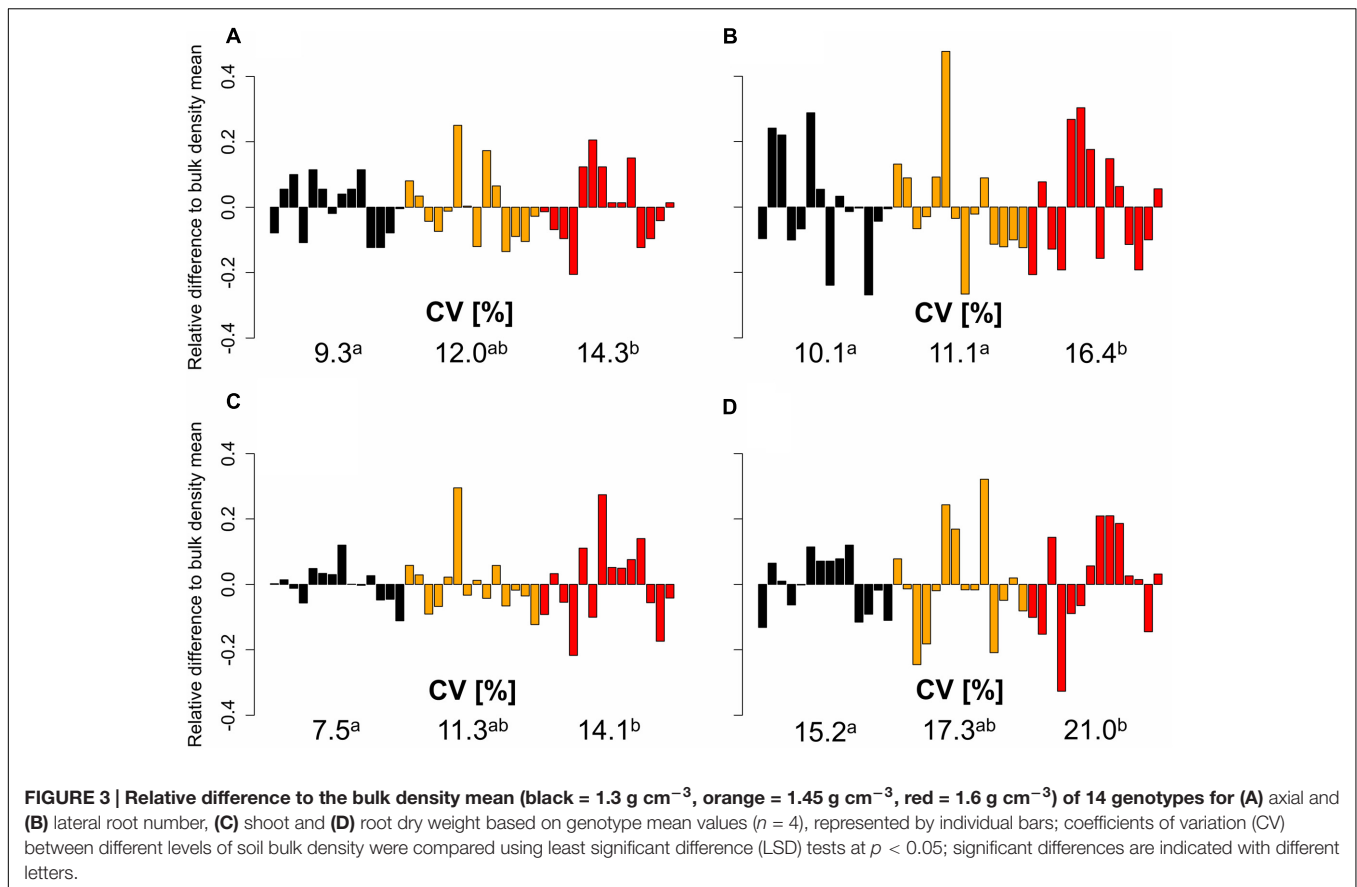 A
B
Relative difference to bulk density mean
0.4
0.2
0.0
-0.2
-0.4
CV [%]
9.3ᵃ 12.0ᵃᵇ 14.3ᵇ
CV [%]
10.1ᵃ 11.1ᵃ 16.4ᵇ
C
D
Relative difference to bulk density mean
0.4
0.2
0.0
-0.2
-0.4
CV [%]
7.5ᵃ 11.3ᵃᵇ 14.1ᵇ
CV [%]
15.2ᵃ 17.3ᵃᵇ 21.0ᵇ
FIGURE 3 | Relative difference to the bulk density mean (black = 1.3 g cm⁻³, orange = 1.45 g cm⁻³, red = 1.6 g cm⁻³) of 14 genotypes for (A) axial and
(B) lateral root number, (C) shoot and (D) root dry weight based on genotype mean values (n = 4), represented by individual bars; coefficients of variation (CV)
between different levels of soil bulk density were compared using least significant difference (LSD) tests at p < 0.05; significant differences are indicated with different
letters.